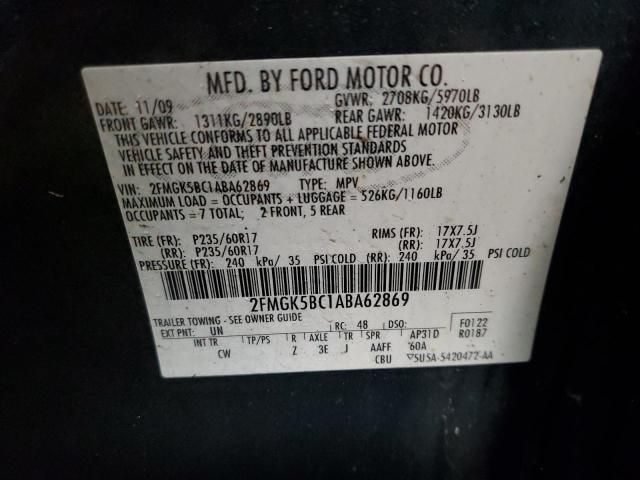 MFD. BY FORD MOTOR CO.
DATE: 11/09 GVWR: 2708KG/5970LB
FRONT GAWR: 1311KG/2890LB REAR GAWR: 1420KG/3130LB
THIS VEHICLE CONFORMS TO ALL APPLICABLE FEDERAL MOTOR
VEHICLE SAFETY AND THEFT PREVENTION STANDARDS
IN EFFECT ON THE DATE OF MANUFACTURE SHOWN ABOVE.
VIN: 2FMGK5BC1ABA62869 TYPE: MPV
MAXIMUM LOAD = OCCUPANTS + LUGGAGE = 526KG/1160LB
OCCUPANTS = 7 TOTAL; 2 FRONT, 5 REAR
TIRE (FR): P235/60R17 RIMS (FR): 17X7.5J
(RR): P235/60R17 (RR): 17X7.5J
PRESSURE (FR): 240 kPa/ 35 PSI COLD (RR): 240 kPa/ 35 PSI COLD
2FMGK5BC1ABA62869
TRAILER TOWING - SEE OWNER GUIDE
EXT PNT: UN RC: 48 DSO: F0122
INT TR TP/PS R AXLE TR SPR AP31D R0187
CW Z 3E J AAFF 60A
CBU ▽SU5A-5420472-AA